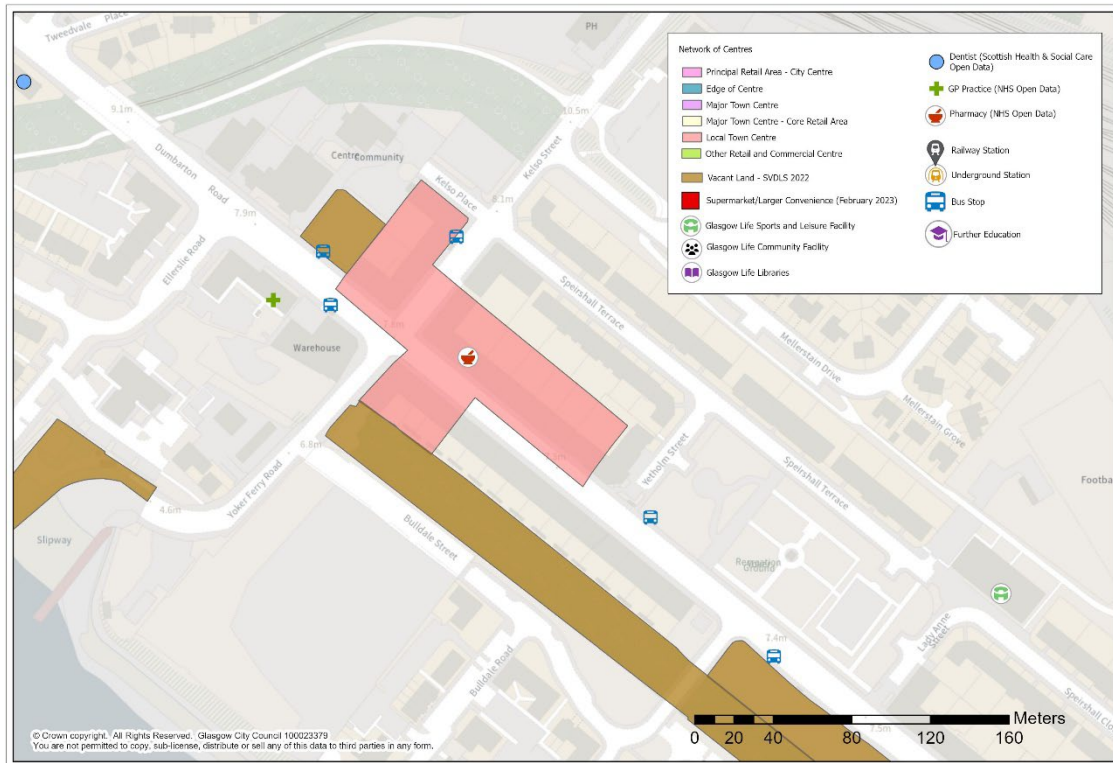 Tweedvale Place
PH
9.1m
10.5m
Dumbarton Road
Centre
Community
Kelso Street
Kelso Place
8.1m
7.9m
Ellerslie Road
Speirshall Terrace
Mellerstain Drive
Mellerstain Grove
Warehouse
6.8m
Yoker Ferry Road
4.6m
Slipway
Bulldale Street
Bulldale Road
Yetholm Street
Speirshall Terrace
Recreation
Ground
7.4m
Lady Anne Street
Speirshall Clo
7.5m
Footba
Network of Centres
Principal Retail Area - City Centre
Edge of Centre
Major Town Centre
Major Town Centre - Core Retail Area
Local Town Centre
Other Retail and Commercial Centre
Vacant Land - SVDLS 2022
Supermarket/Larger Convenience (February 2023)
Glasgow Life Sports and Leisure Facility
Glasgow Life Community Facility
Glasgow Life Libraries
Dentist (Scottish Health & Social Care
Open Data)
GP Practice (NHS Open Data)
Pharmacy (NHS Open Data)
Railway Station
Underground Station
Bus Stop
Further Education
Meters
0 20 40 80 120 160
© Crown copyright. All Rights Reserved. Glasgow City Council 100023379
You are not permitted to copy, sub-license, distribute or sell any of this data to third parties in any form.